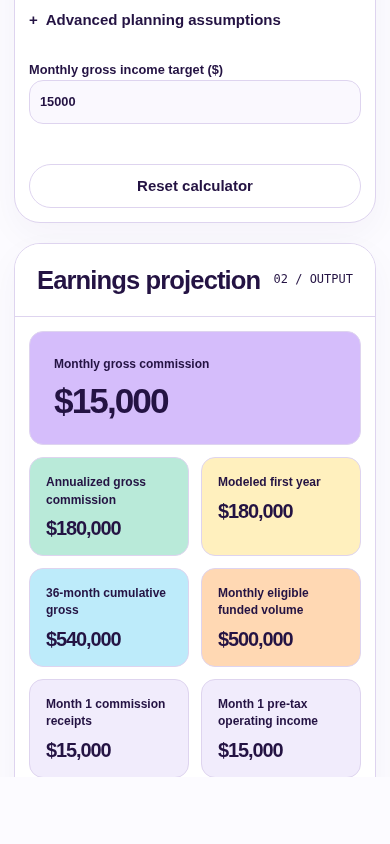 + Advanced planning assumptions
Monthly gross income target ($)
15000
Reset calculator
Earnings projection
02 / OUTPUT
Monthly gross commission
$15,000
Annualized gross
commission
$180,000
Modeled first year
$180,000
36-month cumulative
gross
$540,000
Monthly eligible
funded volume
$500,000
Month 1 commission
receipts
$15,000
Month 1 pre-tax
operating income
$15,000